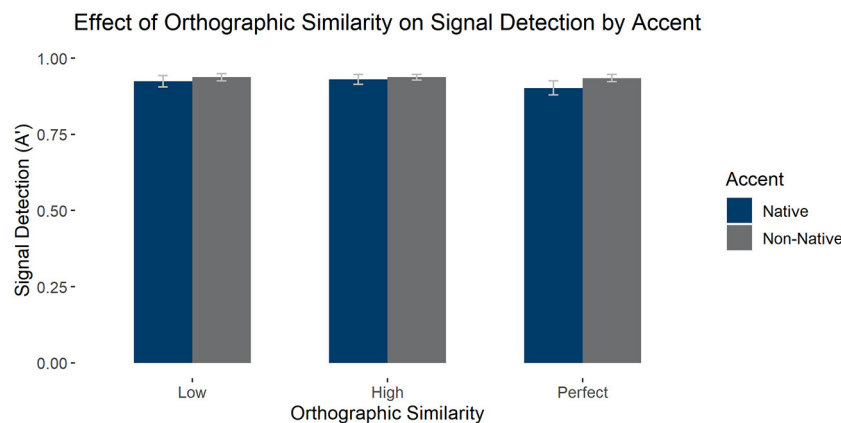 Effect of Orthographic Similarity on Signal Detection by Accent
Signal Detection (A')
1.00
0.75
0.50
0.25
0.00
Low
High
Perfect
Orthographic Similarity
Accent
Native
Non-Native